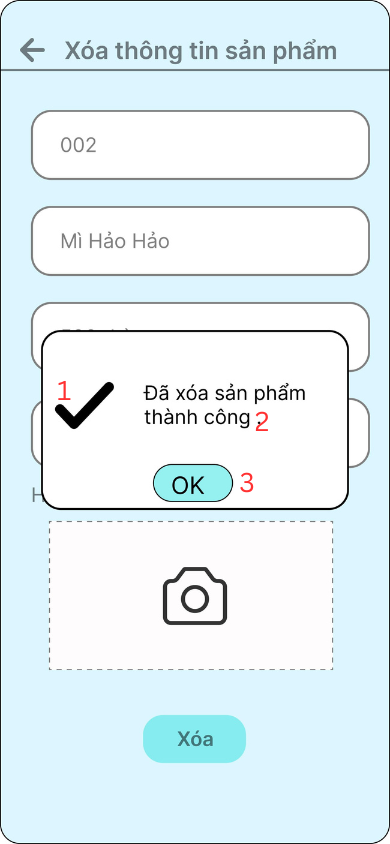 Xóa thông tin sản phẩm
002
Mì Hảo Hảo
1
Đã xóa sản phẩm
thành công .
2
OK
3
H
Xóa